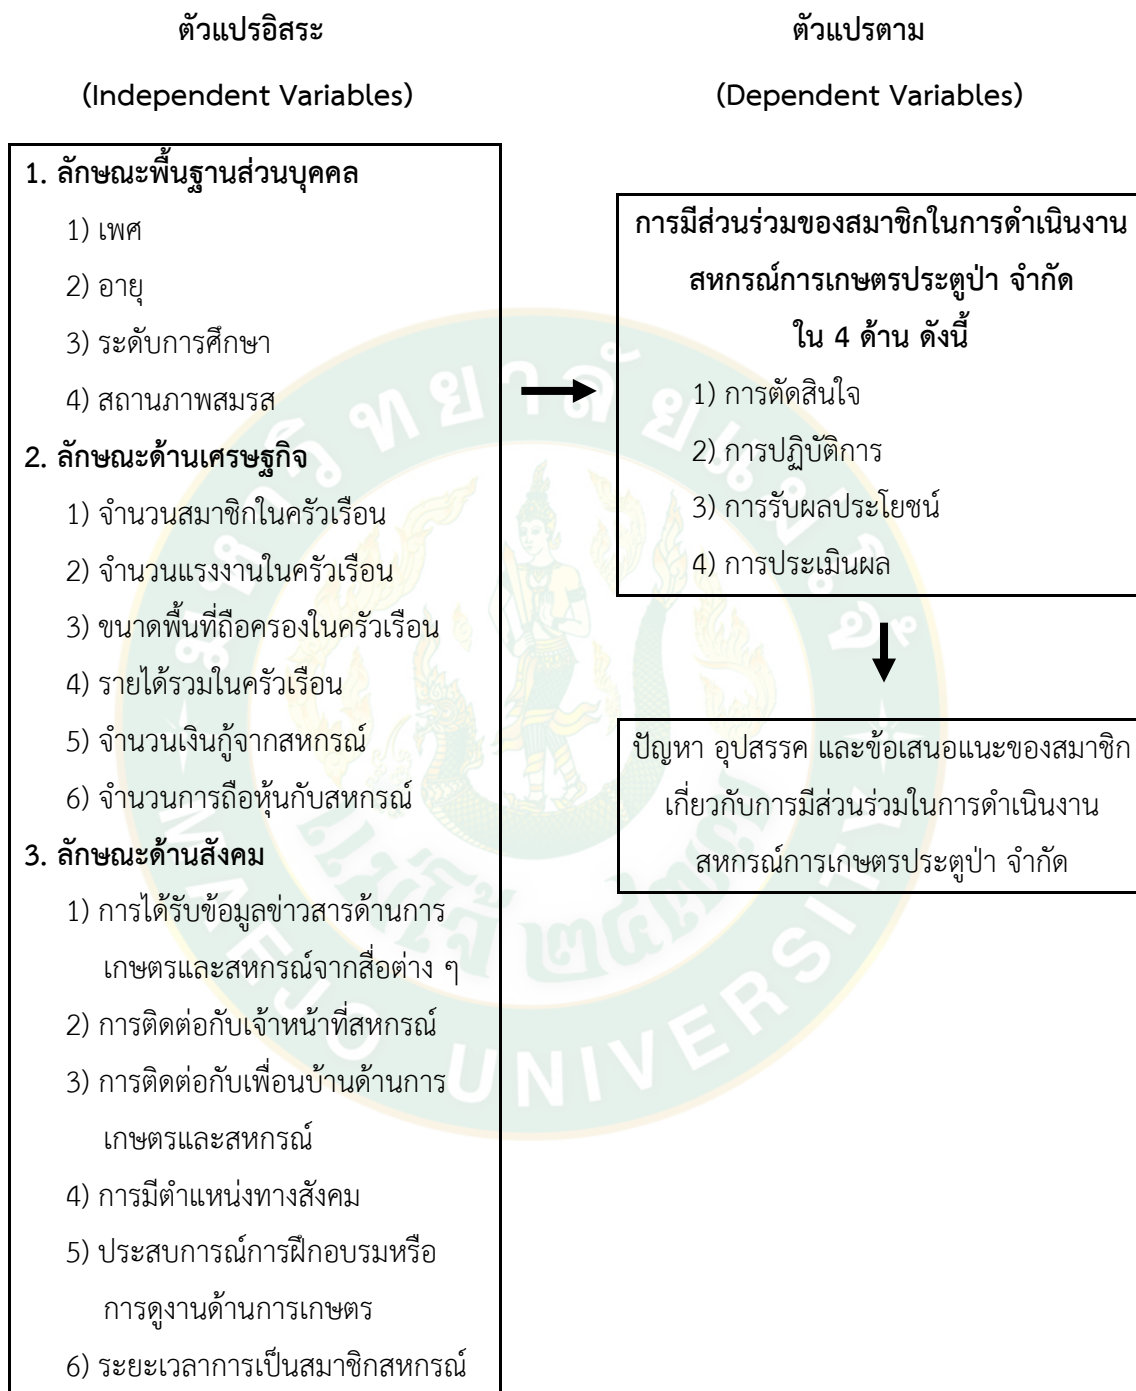 ตัวแปรอิสระ
(Independent Variables)
1. ลักษณะพื้นฐานส่วนบุคคล
1) เพศ
2) อายุ
3) ระดับการศึกษา
4) สถานภาพสมรส
2. ลักษณะด้านเศรษฐกิจ
1) จำนวนสมาชิกในครัวเรือน
2) จำนวนแรงงานในครัวเรือน
3) ขนาดพื้นที่ถือครองในครัวเรือน
4) รายได้รวมในครัวเรือน
5) จำนวนเงินกู้จากสหกรณ์
6) จำนวนการถือหุ้นกับสหกรณ์
3. ลักษณะด้านสังคม
1) การได้รับข้อมูลข่าวสารด้านการ
เกษตรและสหกรณ์จากสื่อต่าง ๆ
2) การติดต่อกับเจ้าหน้าที่สหกรณ์
3) การติดต่อกับเพื่อนบ้านด้านการ
เกษตรและสหกรณ์
4) การมีตำแหน่งทางสังคม
5) ประสบการณ์การฝึกอบรมหรือ
การดูงานด้านการเกษตร
6) ระยะเวลาการเป็นสมาชิกสหกรณ์
ตัวแปรตาม
(Dependent Variables)
การมีส่วนร่วมของสมาชิกในการดำเนินงาน
สหกรณ์การเกษตรประตูป่า จำกัด
ใน 4 ด้าน ดังนี้
1) การตัดสินใจ
2) การปฏิบัติการ
3) การรับผลประโยชน์
4) การประเมินผล
ปัญหา อุปสรรค และข้อเสนอแนะของสมาชิก
เกี่ยวกับการมีส่วนร่วมในการดำเนินงาน
สหกรณ์การเกษตรประตูป่า จำกัด
มหาวิทยาลัยแม่โจ้
แม่โจ้ ๒๔๗๗
MAEJO UNIVERSITY